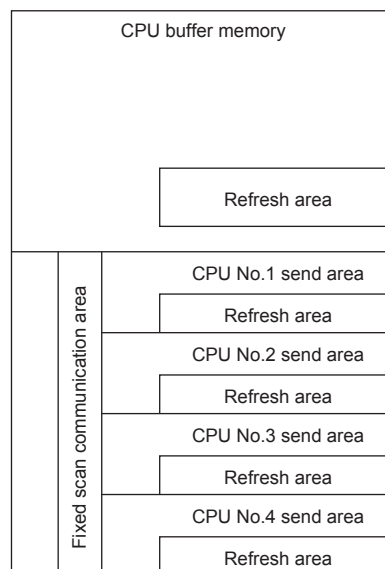 CPU buffer memory
Refresh area
Fixed scan communication area
CPU No.1 send area
Refresh area
CPU No.2 send area
Refresh area
CPU No.3 send area
Refresh area
CPU No.4 send area
Refresh area